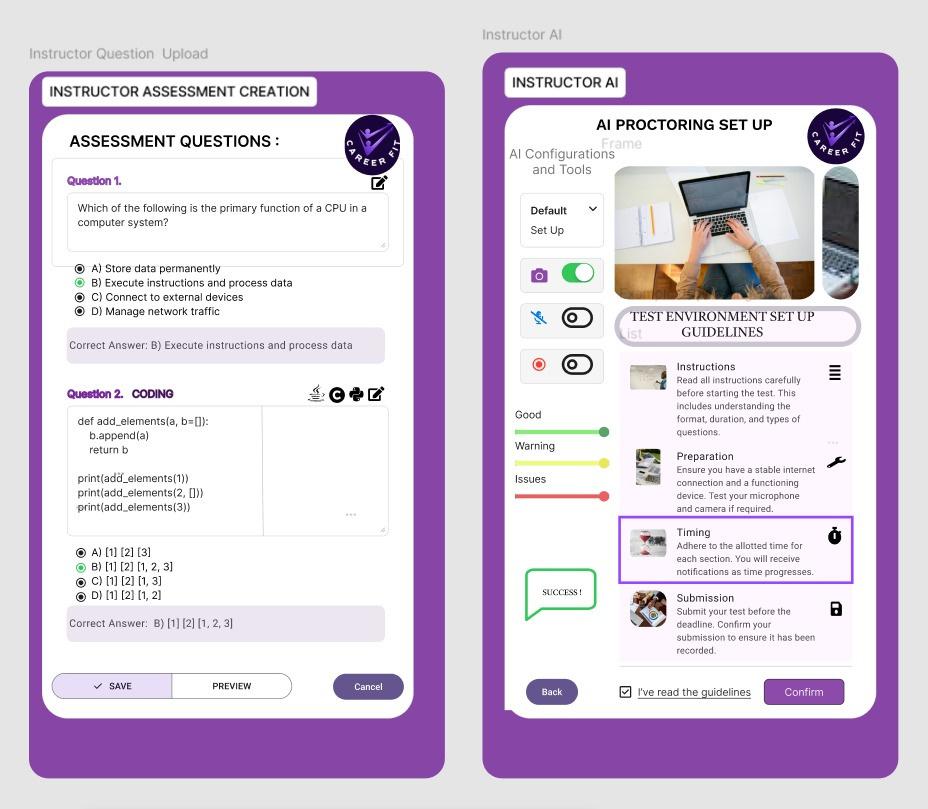 Instructor Question Upload
INSTRUCTOR ASSESSMENT CREATION
ASSESSMENT QUESTIONS :
CAREER FIT
Question 1.
Which of the following is the primary function of a CPU in a
computer system?
A) Store data permanently
B) Execute instructions and process data
C) Connect to external devices
D) Manage network traffic
Correct Answer: B) Execute instructions and process data
Question 2. CODING
def add_elements(a, b=[]):
b.append(a)
return b
print(add_elements(1))
print(add_elements(2, []))
print(add_elements(3))
...
A) [1] [2] [3]
B) [1] [2] [1, 2, 3]
C) [1] [2] [1, 3]
D) [1] [2] [1, 2]
Correct Answer: B) [1] [2] [1, 2, 3]
SAVE
PREVIEW
Cancel
Instructor AI
INSTRUCTOR AI
AI PROCTORING SET UP
CAREER FIT
Frame
AI Configurations
and Tools
Default
Set Up
Good
Warning
Issues
SUCCESS !
Back
TEST ENVIRONMENT SET UP
GUIDELINES
List
Instructions
Read all instructions carefully
before starting the test. This
includes understanding the
format, duration, and types of
questions.
...
Preparation
Ensure you have a stable internet
connection and a functioning
device. Test your microphone
and camera if required.
Timing
Adhere to the allotted time for
each section. You will receive
notifications as time progresses.
Submission
Submit your test before the
deadline. Confirm your
submission to ensure it has been
recorded.
I've read the guidelines
Confirm